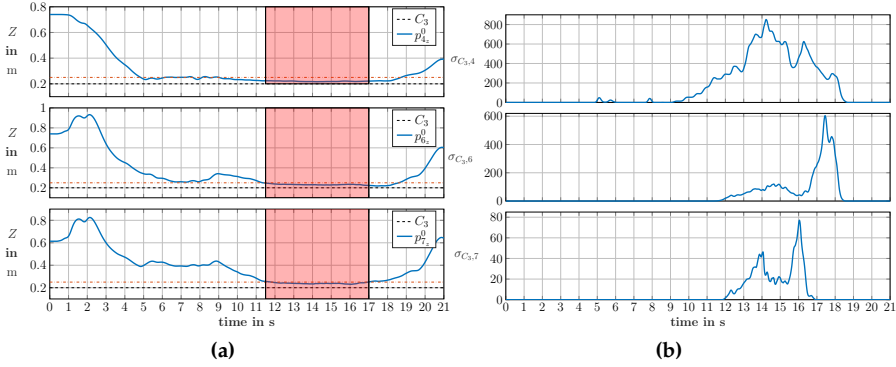 0.8
0.6
0.4
0.2
Z
in
m
C₃
p⁰₄z
1
0.8
0.6
0.4
0.2
Z
in
m
C₃
p⁰₆z
0.8
0.6
0.4
0.2
Z
in
m
C₃
p⁰₇z
0 1 2 3 4 5 6 7 8 9 10 11 12 13 14 15 16 17 18 19 20 21
time in s
(a)
800
600
400
200
0
σC₃,4
600
400
200
0
σC₃,6
80
60
40
20
0
σC₃,7
0 1 2 3 4 5 6 7 8 9 10 11 12 13 14 15 16 17 18 19 20 21
time in s
(b)